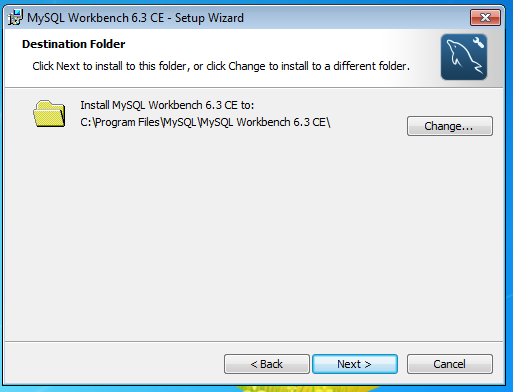 MySQL Workbench 6.3 CE - Setup Wizard
Destination Folder
Click Next to install to this folder, or click Change to install to a different folder.
Install MySQL Workbench 6.3 CE to:
C:\Program Files\MySQL\MySQL Workbench 6.3 CE\
Change...
< Back
Next >
Cancel